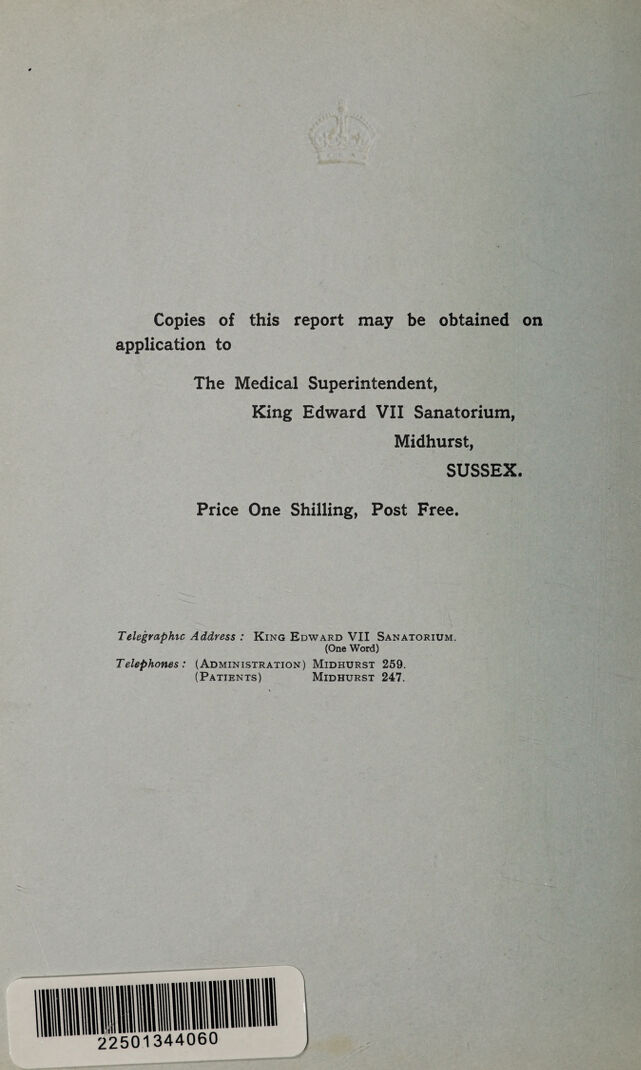 Copies of this report may be obtained on
application to
The Medical Superintendent,
King Edward VII Sanatorium,
Midhurst,
SUSSEX.
Price One Shilling, Post Free.
Telegraphic Address : KING EDWARD VII SANATORIUM.
(One Word)
Telephones : (ADMINISTRATION) MIDHURST 259.
(PATIENTS) MIDHURST 247.
22501344060